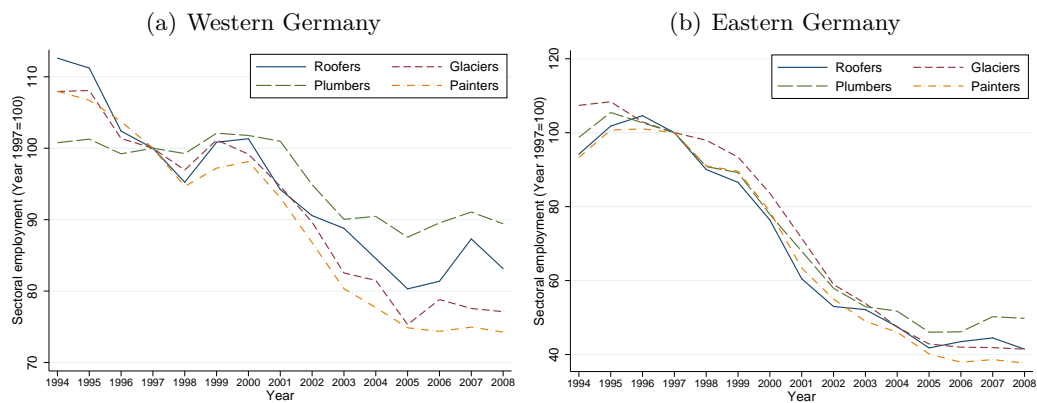 (a) Western Germany
Sectoral employment (Year 1997=100)
110
100
90
80
70
Roofers
Glaciers
Plumbers
Painters
1994 1995 1996 1997 1998 1999 2000 2001 2002 2003 2004 2005 2006 2007 2008
Year
(b) Eastern Germany
Sectoral employment (Year 1997=100)
120
100
80
60
40
Roofers
Glaciers
Plumbers
Painters
1994 1995 1996 1997 1998 1999 2000 2001 2002 2003 2004 2005 2006 2007 2008
Year